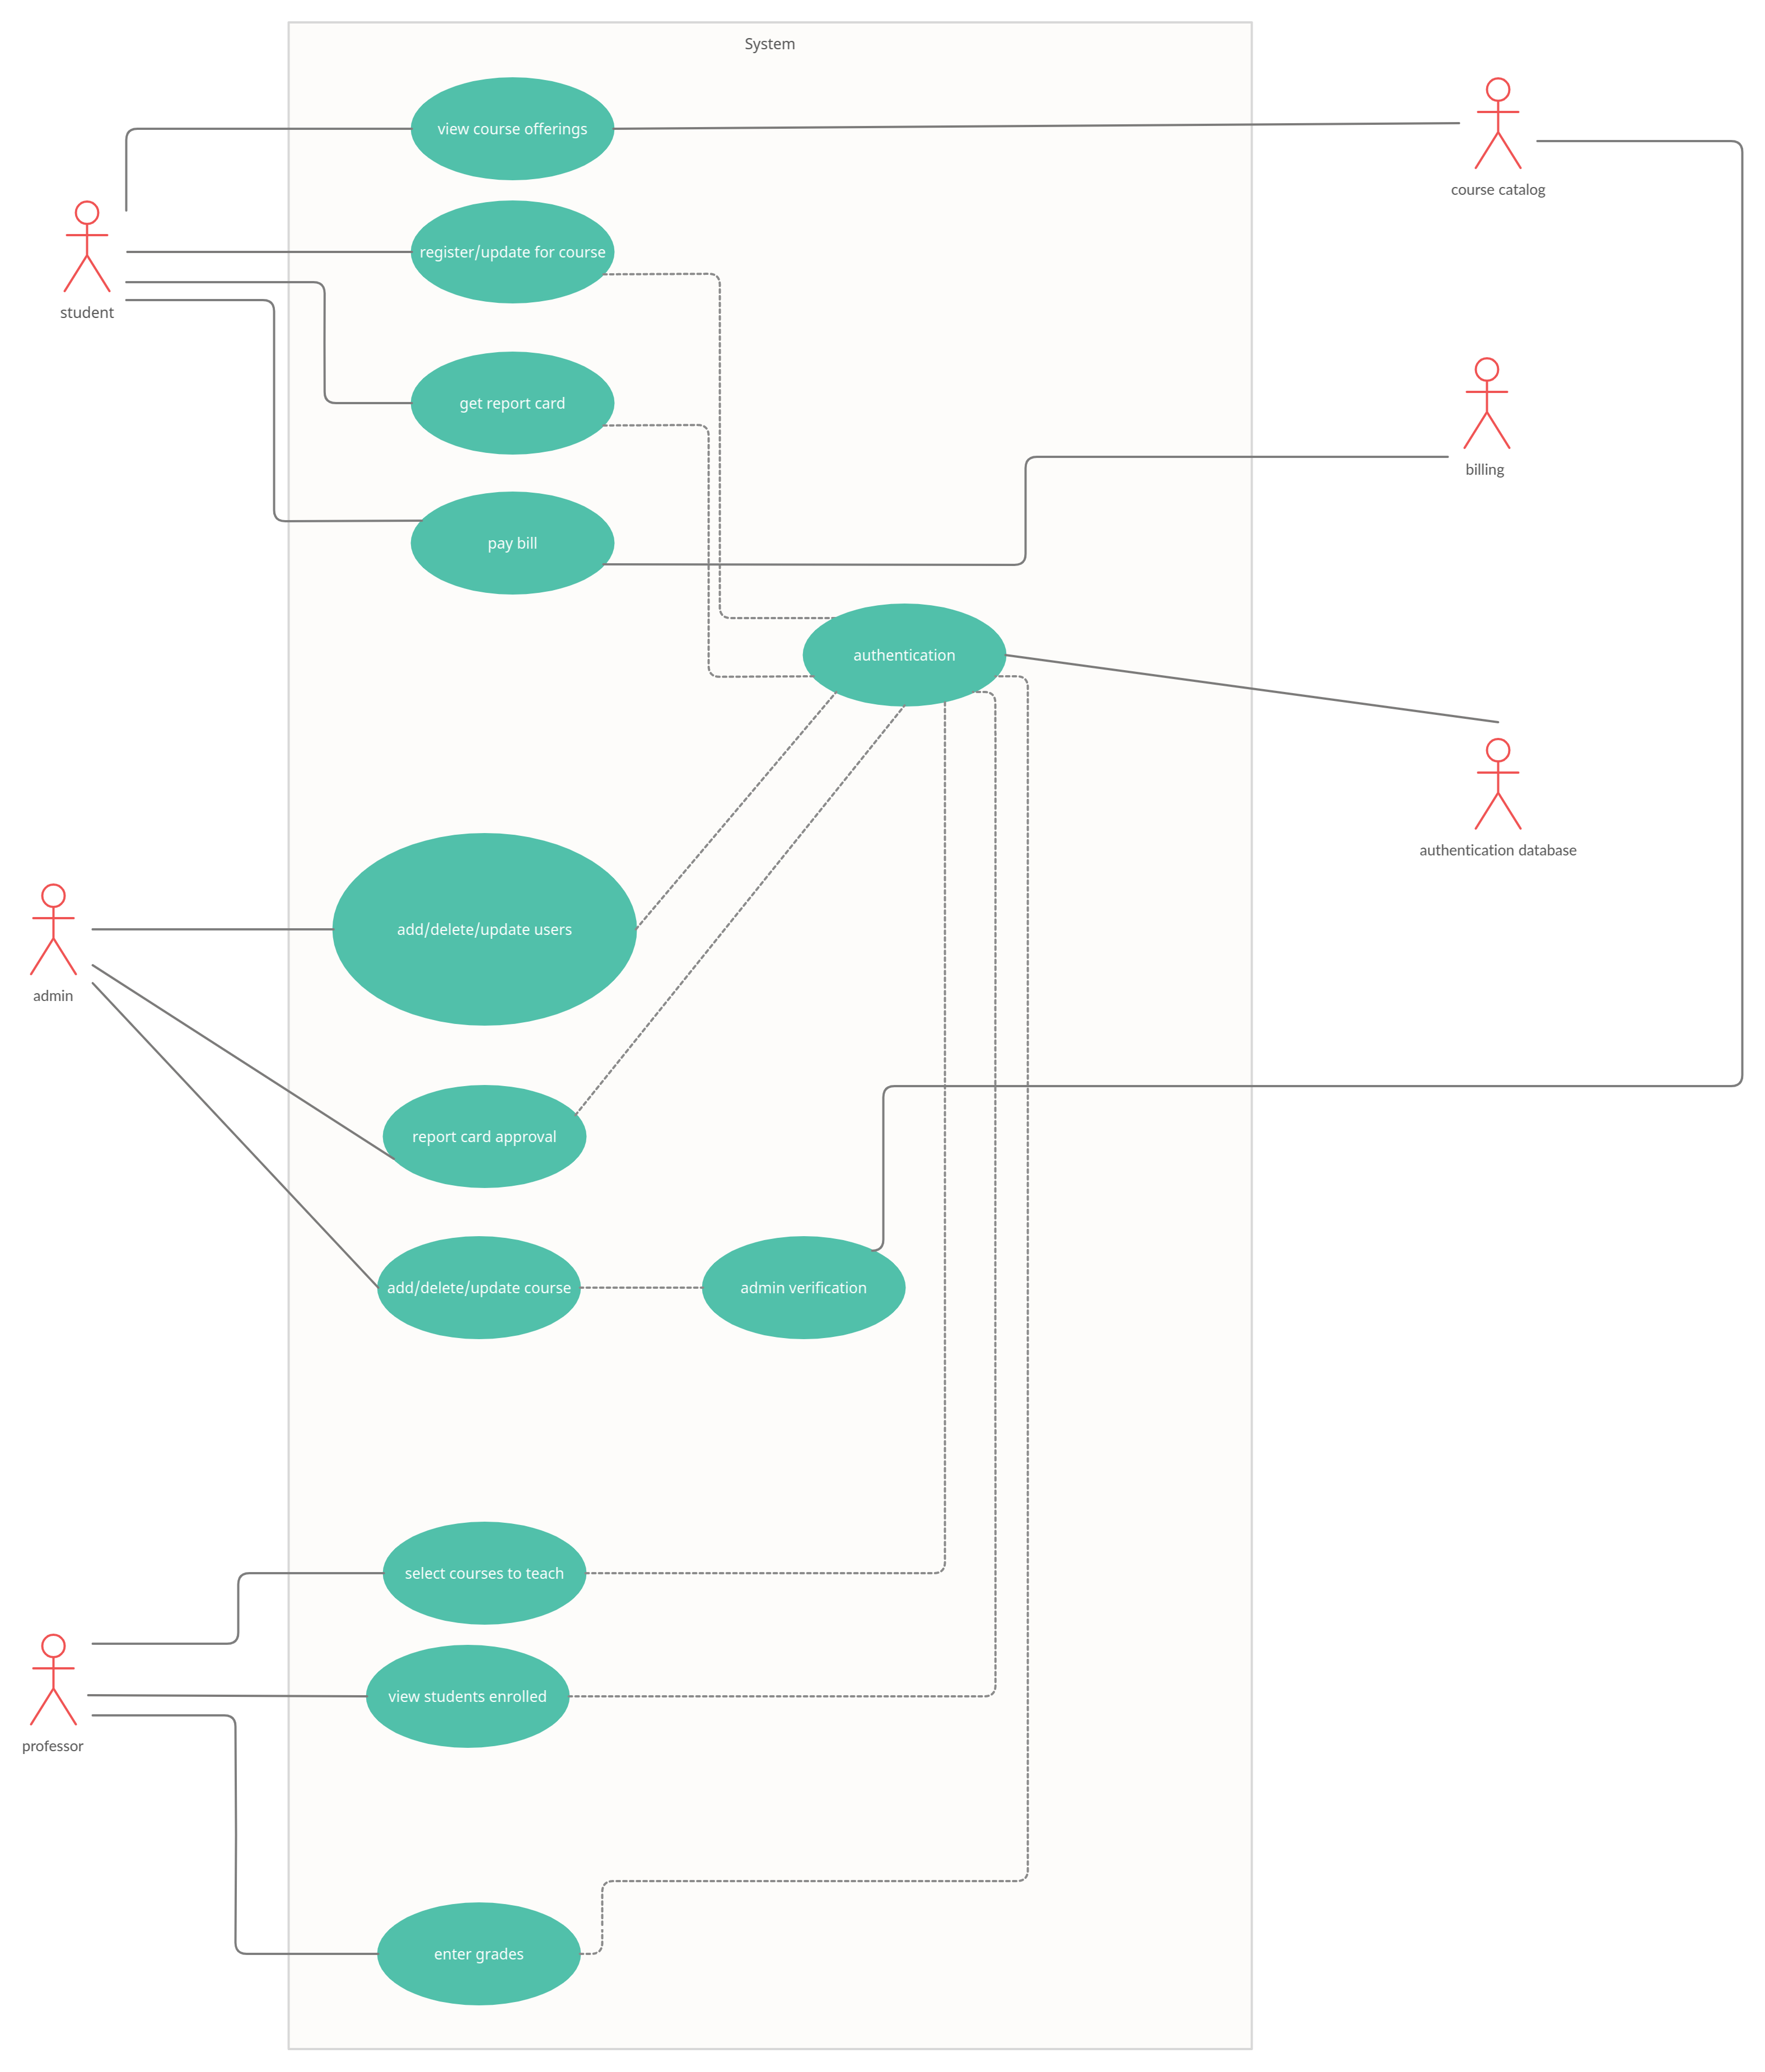 System
view course offerings
course catalog
register/update for course
student
get report card
billing
pay bill
authentication
authentication database
add/delete/update users
admin
report card approval
add/delete/update course
admin verification
select courses to teach
view students enrolled
professor
enter grades